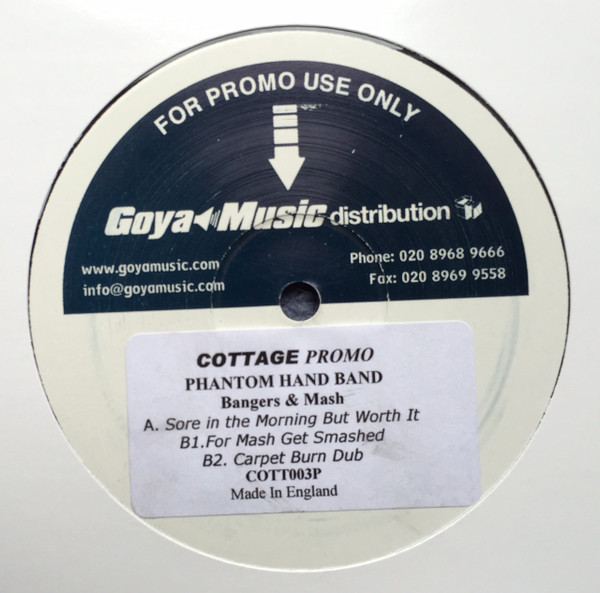 FOR PROMO USE ONLY
Goya Music distribution
www.goyamusic.com
info@goyamusic.com
Phone: 020 8968 9666
Fax: 020 8969 9558
COTTAGE PROMO
PHANTOM HAND BAND
Bangers & Mash
A. Sore in the Morning But Worth It
B1.For Mash Get Smashed
B2. Carpet Burn Dub
COTT003P
Made In England